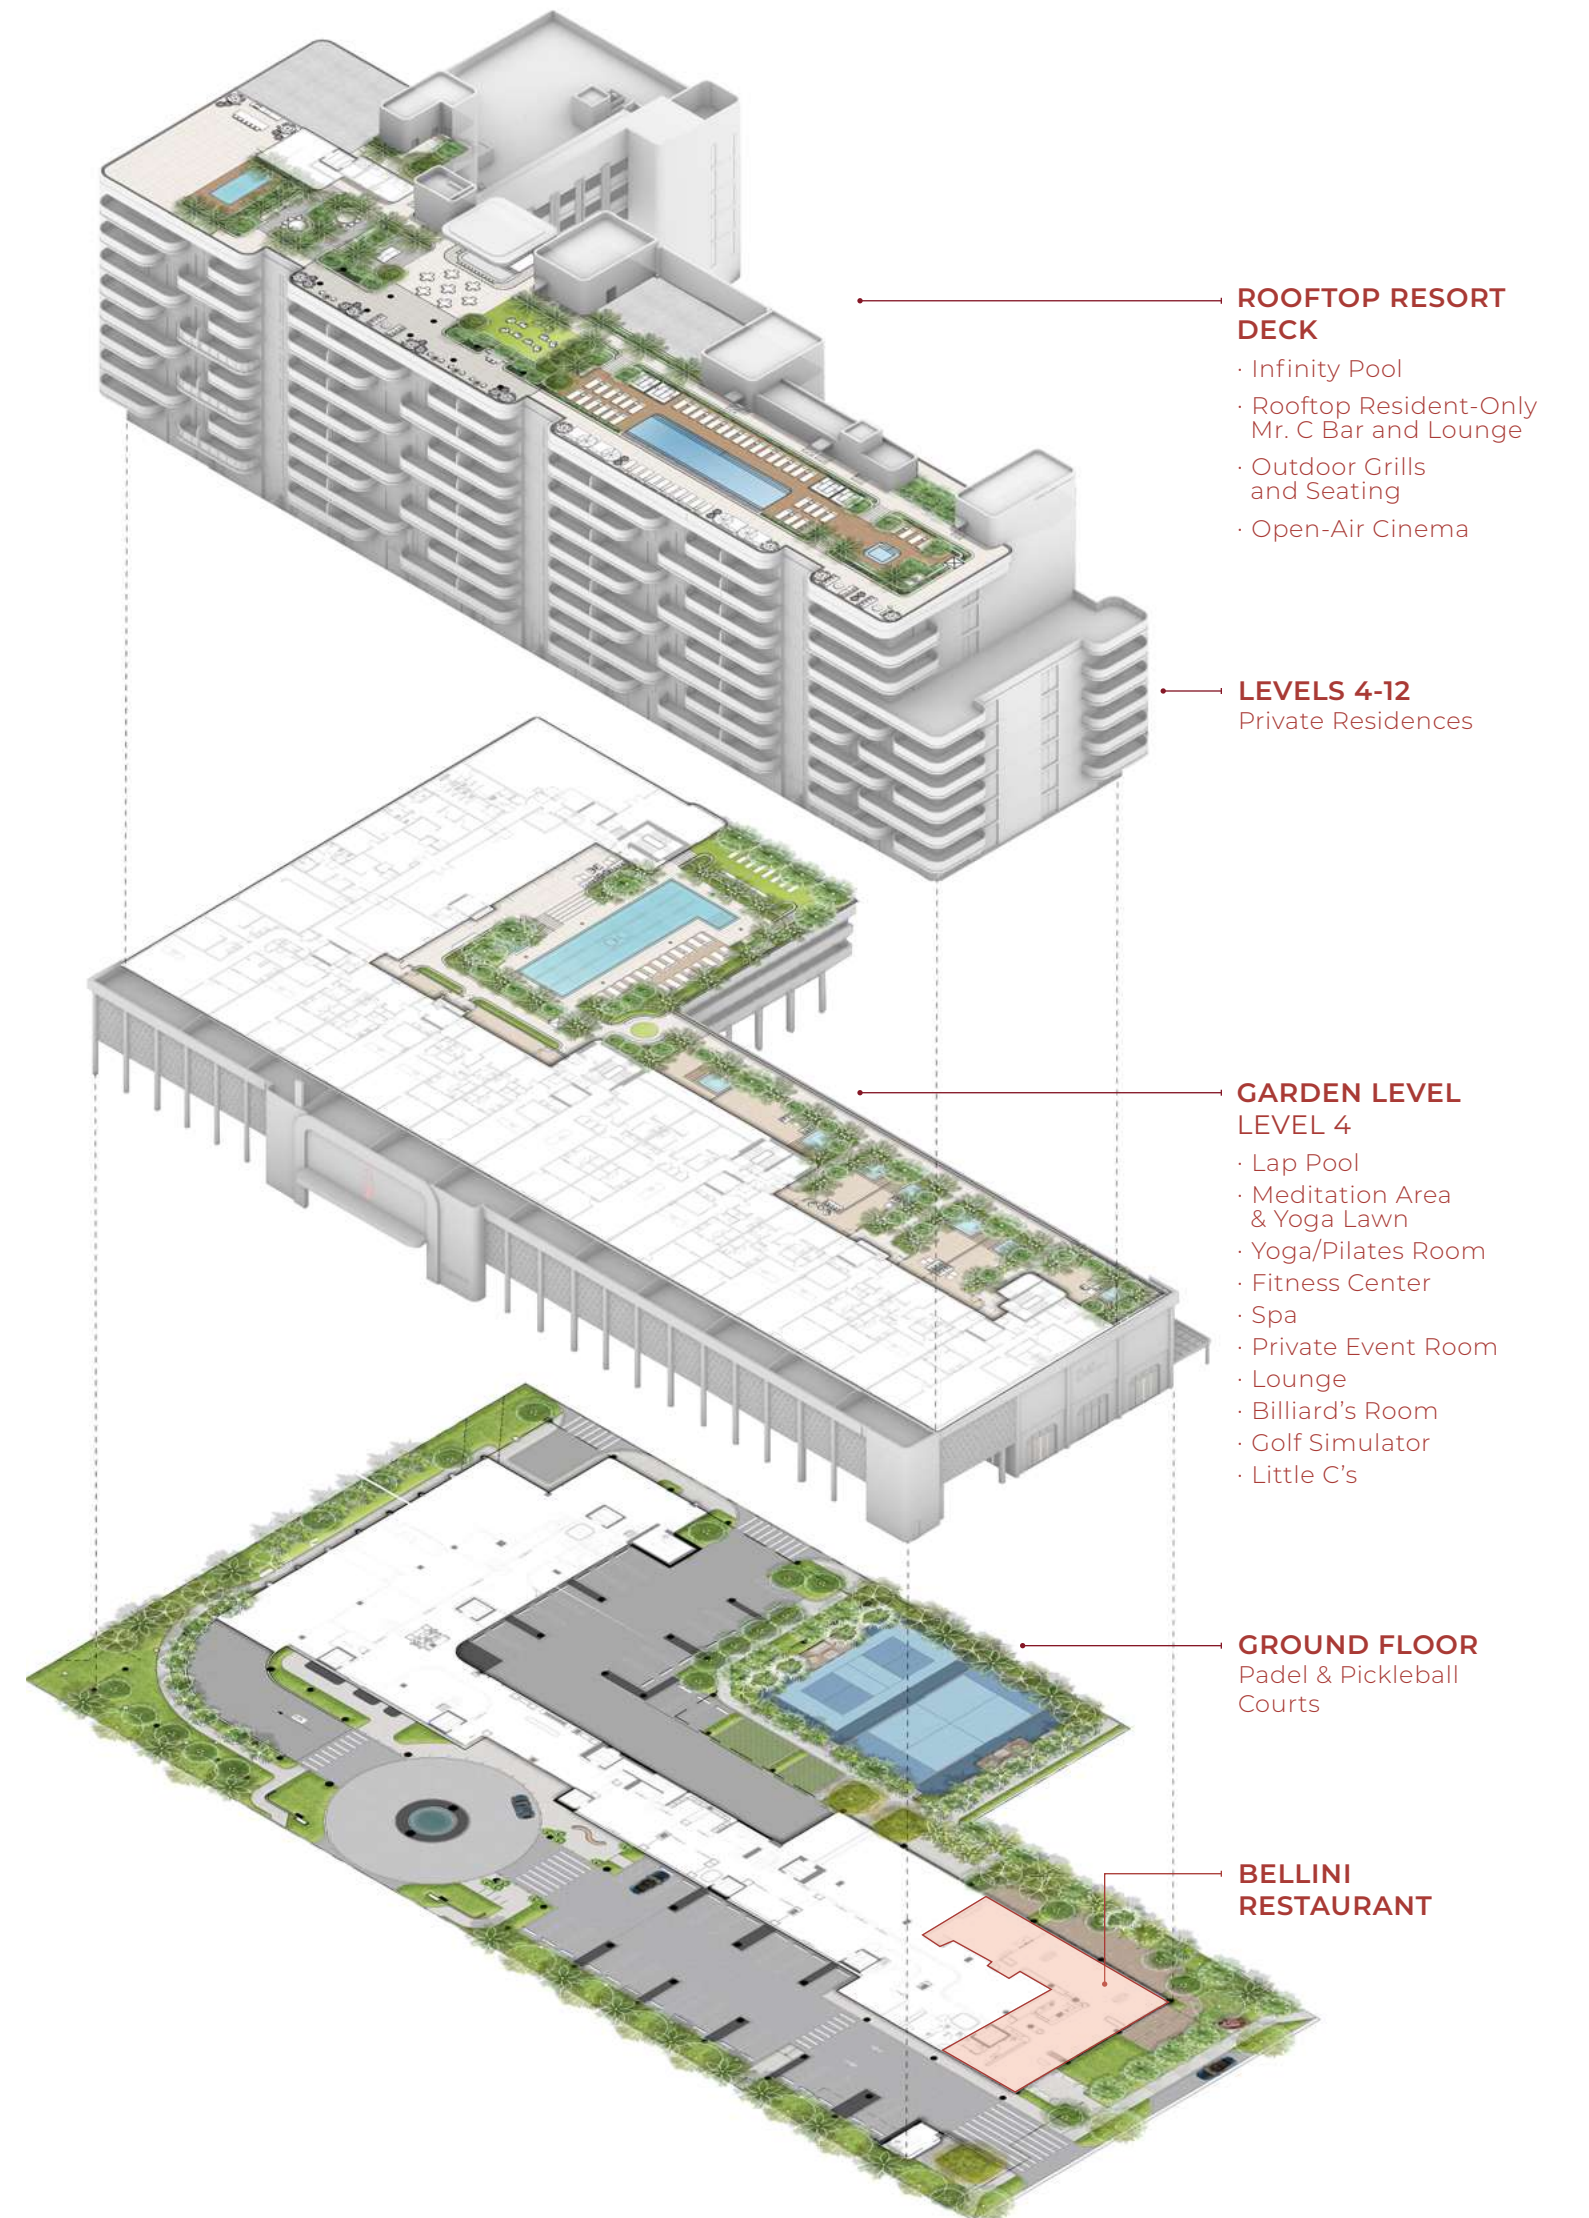 ROOFTOP RESORT
DECK
· Infinity Pool
· Rooftop Resident-Only
Mr. C Bar and Lounge
· Outdoor Grills
and Seating
· Open-Air Cinema
LEVELS 4-12
Private Residences
GARDEN LEVEL
LEVEL 4
· Lap Pool
· Meditation Area
& Yoga Lawn
· Yoga/Pilates Room
· Fitness Center
· Spa
· Private Event Room
· Lounge
· Billiard’s Room
· Golf Simulator
· Little C’s
GROUND FLOOR
Padel & Pickleball
Courts
BELLINI
RESTAURANT